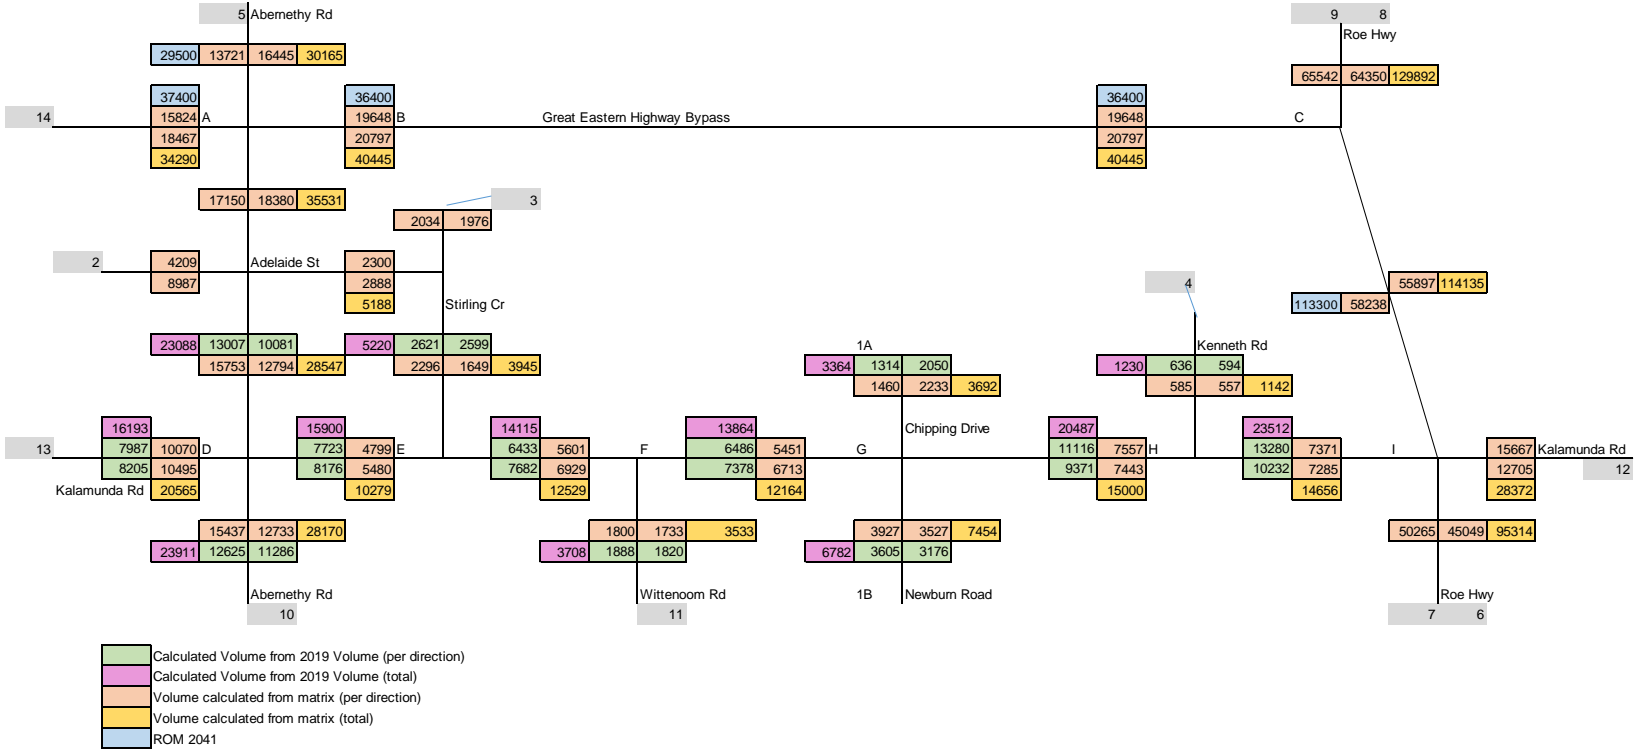 5 Abernethy Rd 9 8
Roe Hwy
29500 13721 16445 30165
65542 64350 129892
37400 36400 36400
14 15824 A 19648 B Great Eastern Highway Bypass 19648 C
18467 20797 20797
34290 40445 40445
17150 18380 35531 3
2034 1976
2 4209 Adelaide St 2300
8987 2888 4 55897 114135
5188 Stirling Cr 113300 58238
23088 13007 10081 5220 2621 2599 1A Kenneth Rd
3364 1314 2050 1230 636 594
15753 12794 28547 2296 1649 3945
1460 2233 3692 585 557 1142
16193 15900 14115 13864 Chipping Drive 20487 23512
13 7987 10070 D 7723 4799 E 6433 5601 F 6486 5451 G 11116 7557 H 13280 7371 I 15667 Kalamunda Rd
8205 10495 8176 5480 7682 6929 7378 6713 9371 7443 10232 7285 12705 12
Kalamunda Rd 20565 10279 12529 12164 15000 14656 28372
15437 12733 28170 1800 1733 3533 3927 3527 7454 50265 45049 95314
23911 12625 11286 3708 1888 1820 6782 3605 3176
Abernethy Rd Wittenoom Rd 1B Newburn Road Roe Hwy
10 11 7 6
Calculated Volume from 2019 Volume (per direction)
Calculated Volume from 2019 Volume (total)
Volume calculated from matrix (per direction)
Volume calculated from matrix (total)
ROM 2041